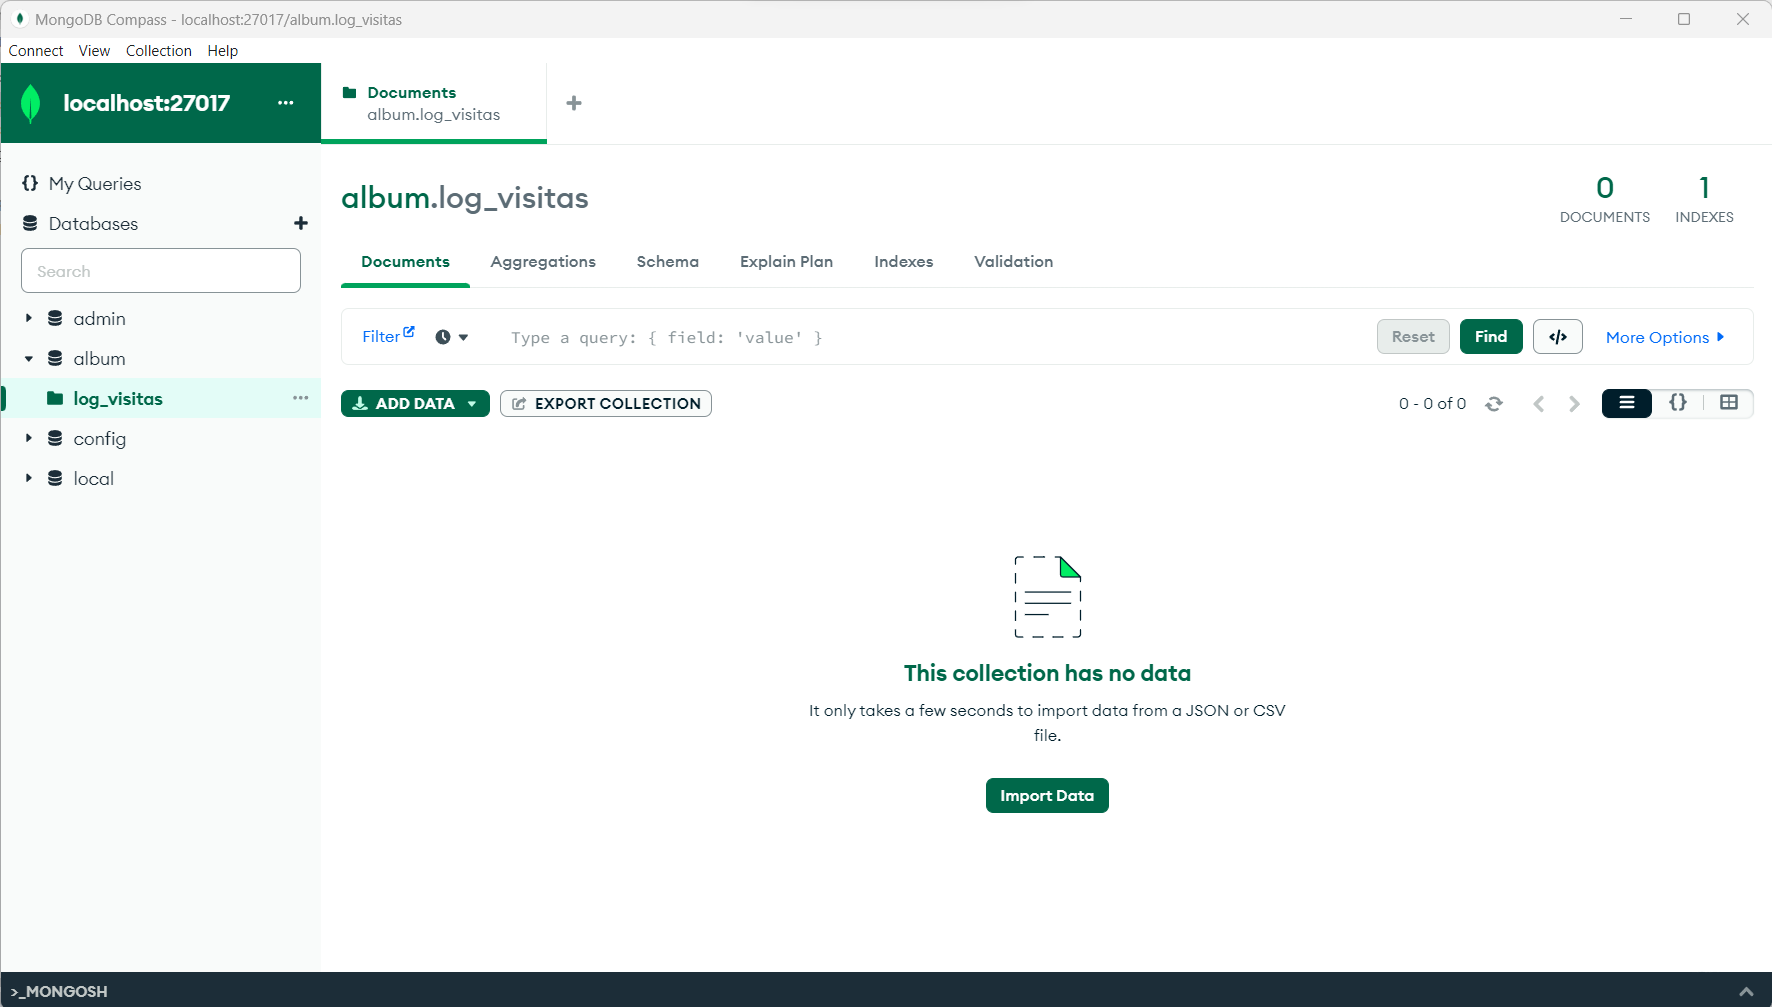 MongoDB Compass - localhost:27017/album.log_visitas
Connect View Collection Help
localhost:27017
Documents
album.log_visitas
My Queries
Databases
Search
admin
album
log_visitas
config
local
album.log_visitas
0
DOCUMENTS
1
INDEXES
Documents Aggregations Schema Explain Plan Indexes Validation
Filter Type a query: { field: 'value' } Reset Find </> More Options
ADD DATA EXPORT COLLECTION 0 - 0 of 0 {}
This collection has no data
It only takes a few seconds to import data from a JSON or CSV
file.
Import Data
>_MONGOSH